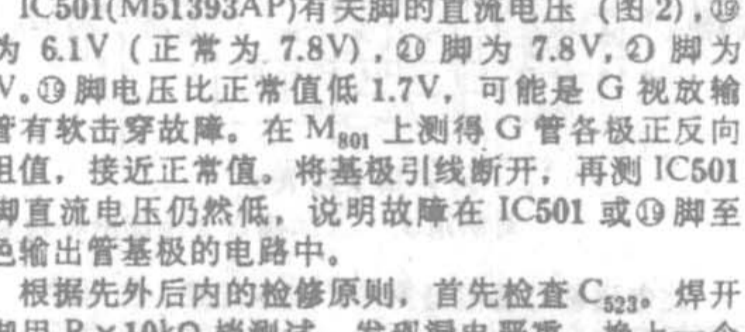 IC501(M51393AP)有关脚的直流电压 (图2),⑲
为 6.1V (正常为 7.8V),⑳ 脚为 7.8V,㉑ 脚为
V。⑲脚电压比正常值低 1.7V, 可能是 G 视放输
管有软击穿故障。在 M801 上测得 G 管各极正反向
阻值, 接近正常值。将基极引线断开, 再测 IC501
脚直流电压仍然低, 说明故障在 IC501 或⑲脚至
色输出管基极的电路中。
根据先外后内的检修原则, 首先检查 C523。焊开
用 R×10kΩ 档测试, 发现漏电严重